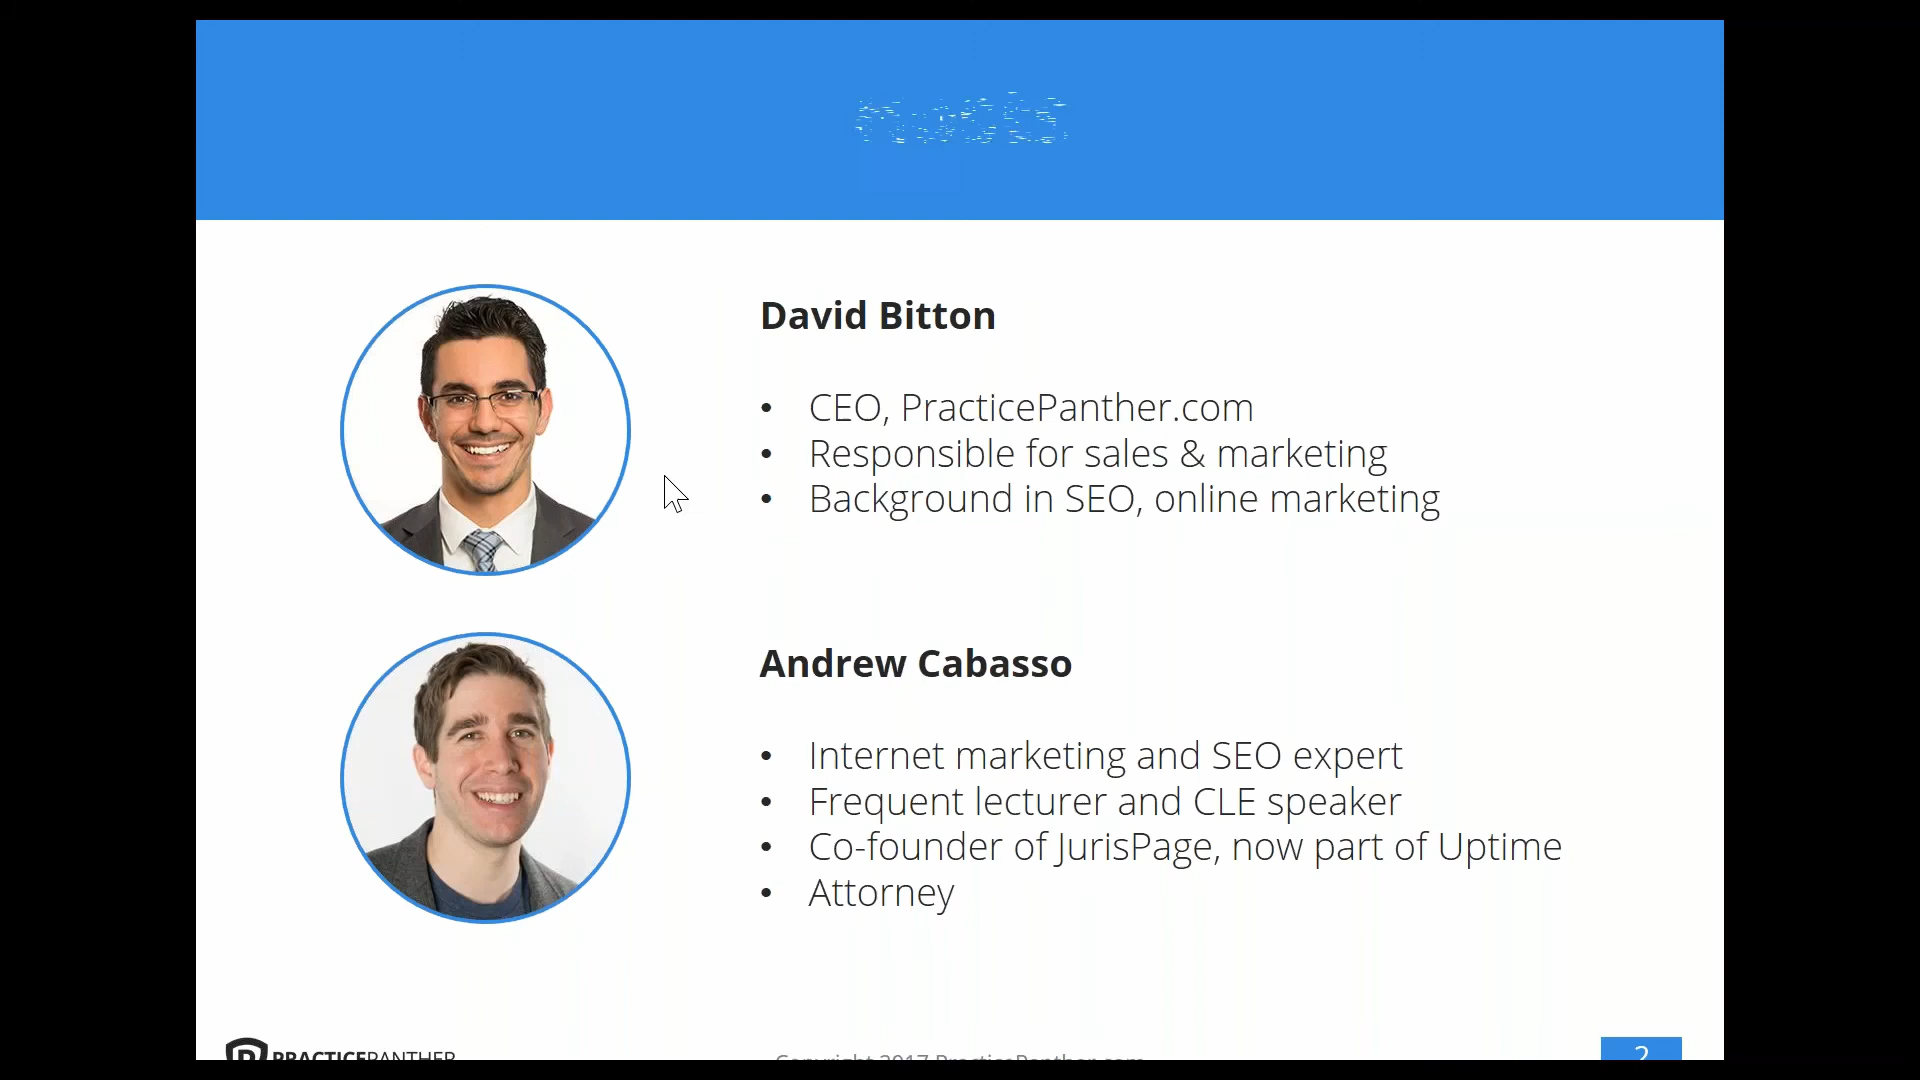 David Bitton
• CEO, PracticePanther.com
• Responsible for sales & marketing
• Background in SEO, online marketing
Andrew Cabasso
• Internet marketing and SEO expert
• Frequent lecturer and CLE speaker
• Co-founder of JurisPage, now part of Uptime
• Attorney
PRACTICEPANTHER
Copyright 2017 PracticePanther.com
2